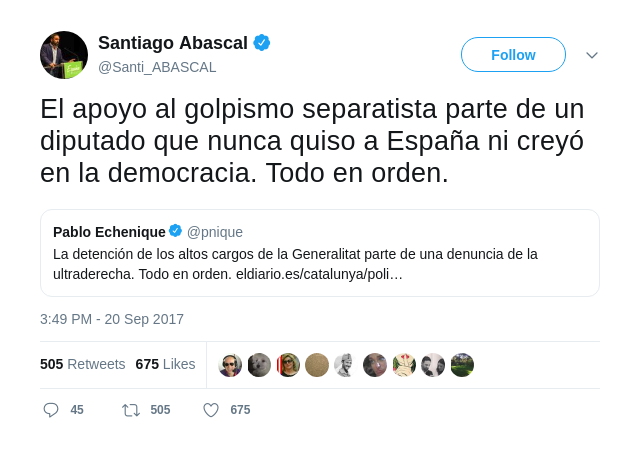 Santiago Abascal
@Santi_ABASCAL
Follow
El apoyo al golpismo separatista parte de un
diputado que nunca quiso a España ni creyó
en la democracia. Todo en orden.
Pablo Echenique @pnique
La detención de los altos cargos de la Generalitat parte de una denuncia de la
ultraderecha. Todo en orden. eldiario.es/catalunya/poli…
3:49 PM - 20 Sep 2017
505 Retweets 675 Likes
45 505 675